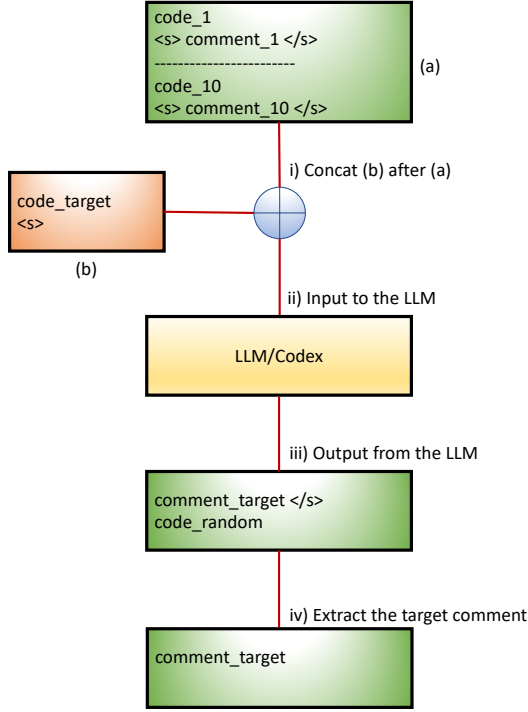 code_1
<s> comment_1 </s>
------------------------
code_10
<s> comment_10 </s>
(a)
i) Concat (b) after (a)
code_target
<s>
(b)
ii) Input to the LLM
LLM/Codex
iii) Output from the LLM
comment_target </s>
code_random
iv) Extract the target comment
comment_target